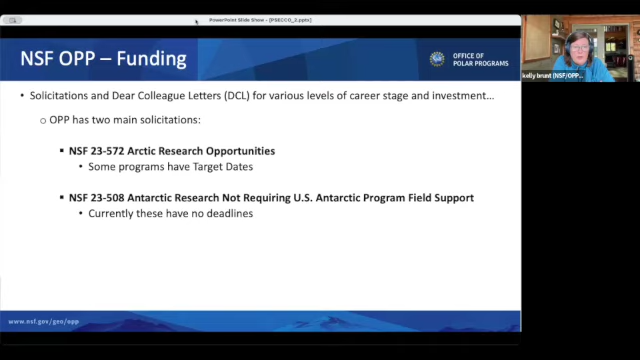 PowerPoint Slide Show - [PSECCO_2.pptx]
NSF OPP – Funding
OFFICE OF
POLAR PROGRAMS
• Solicitations and Dear Colleague Letters (DCL) for various levels of career stage and investment…
o OPP has two main solicitations:
▪ NSF 23-572 Arctic Research Opportunities
• Some programs have Target Dates
▪ NSF 23-508 Antarctic Research Not Requiring U.S. Antarctic Program Field Support
• Currently these have no deadlines
www.nsf.gov/geo/opp
kelly brunt (NSF/OPP...